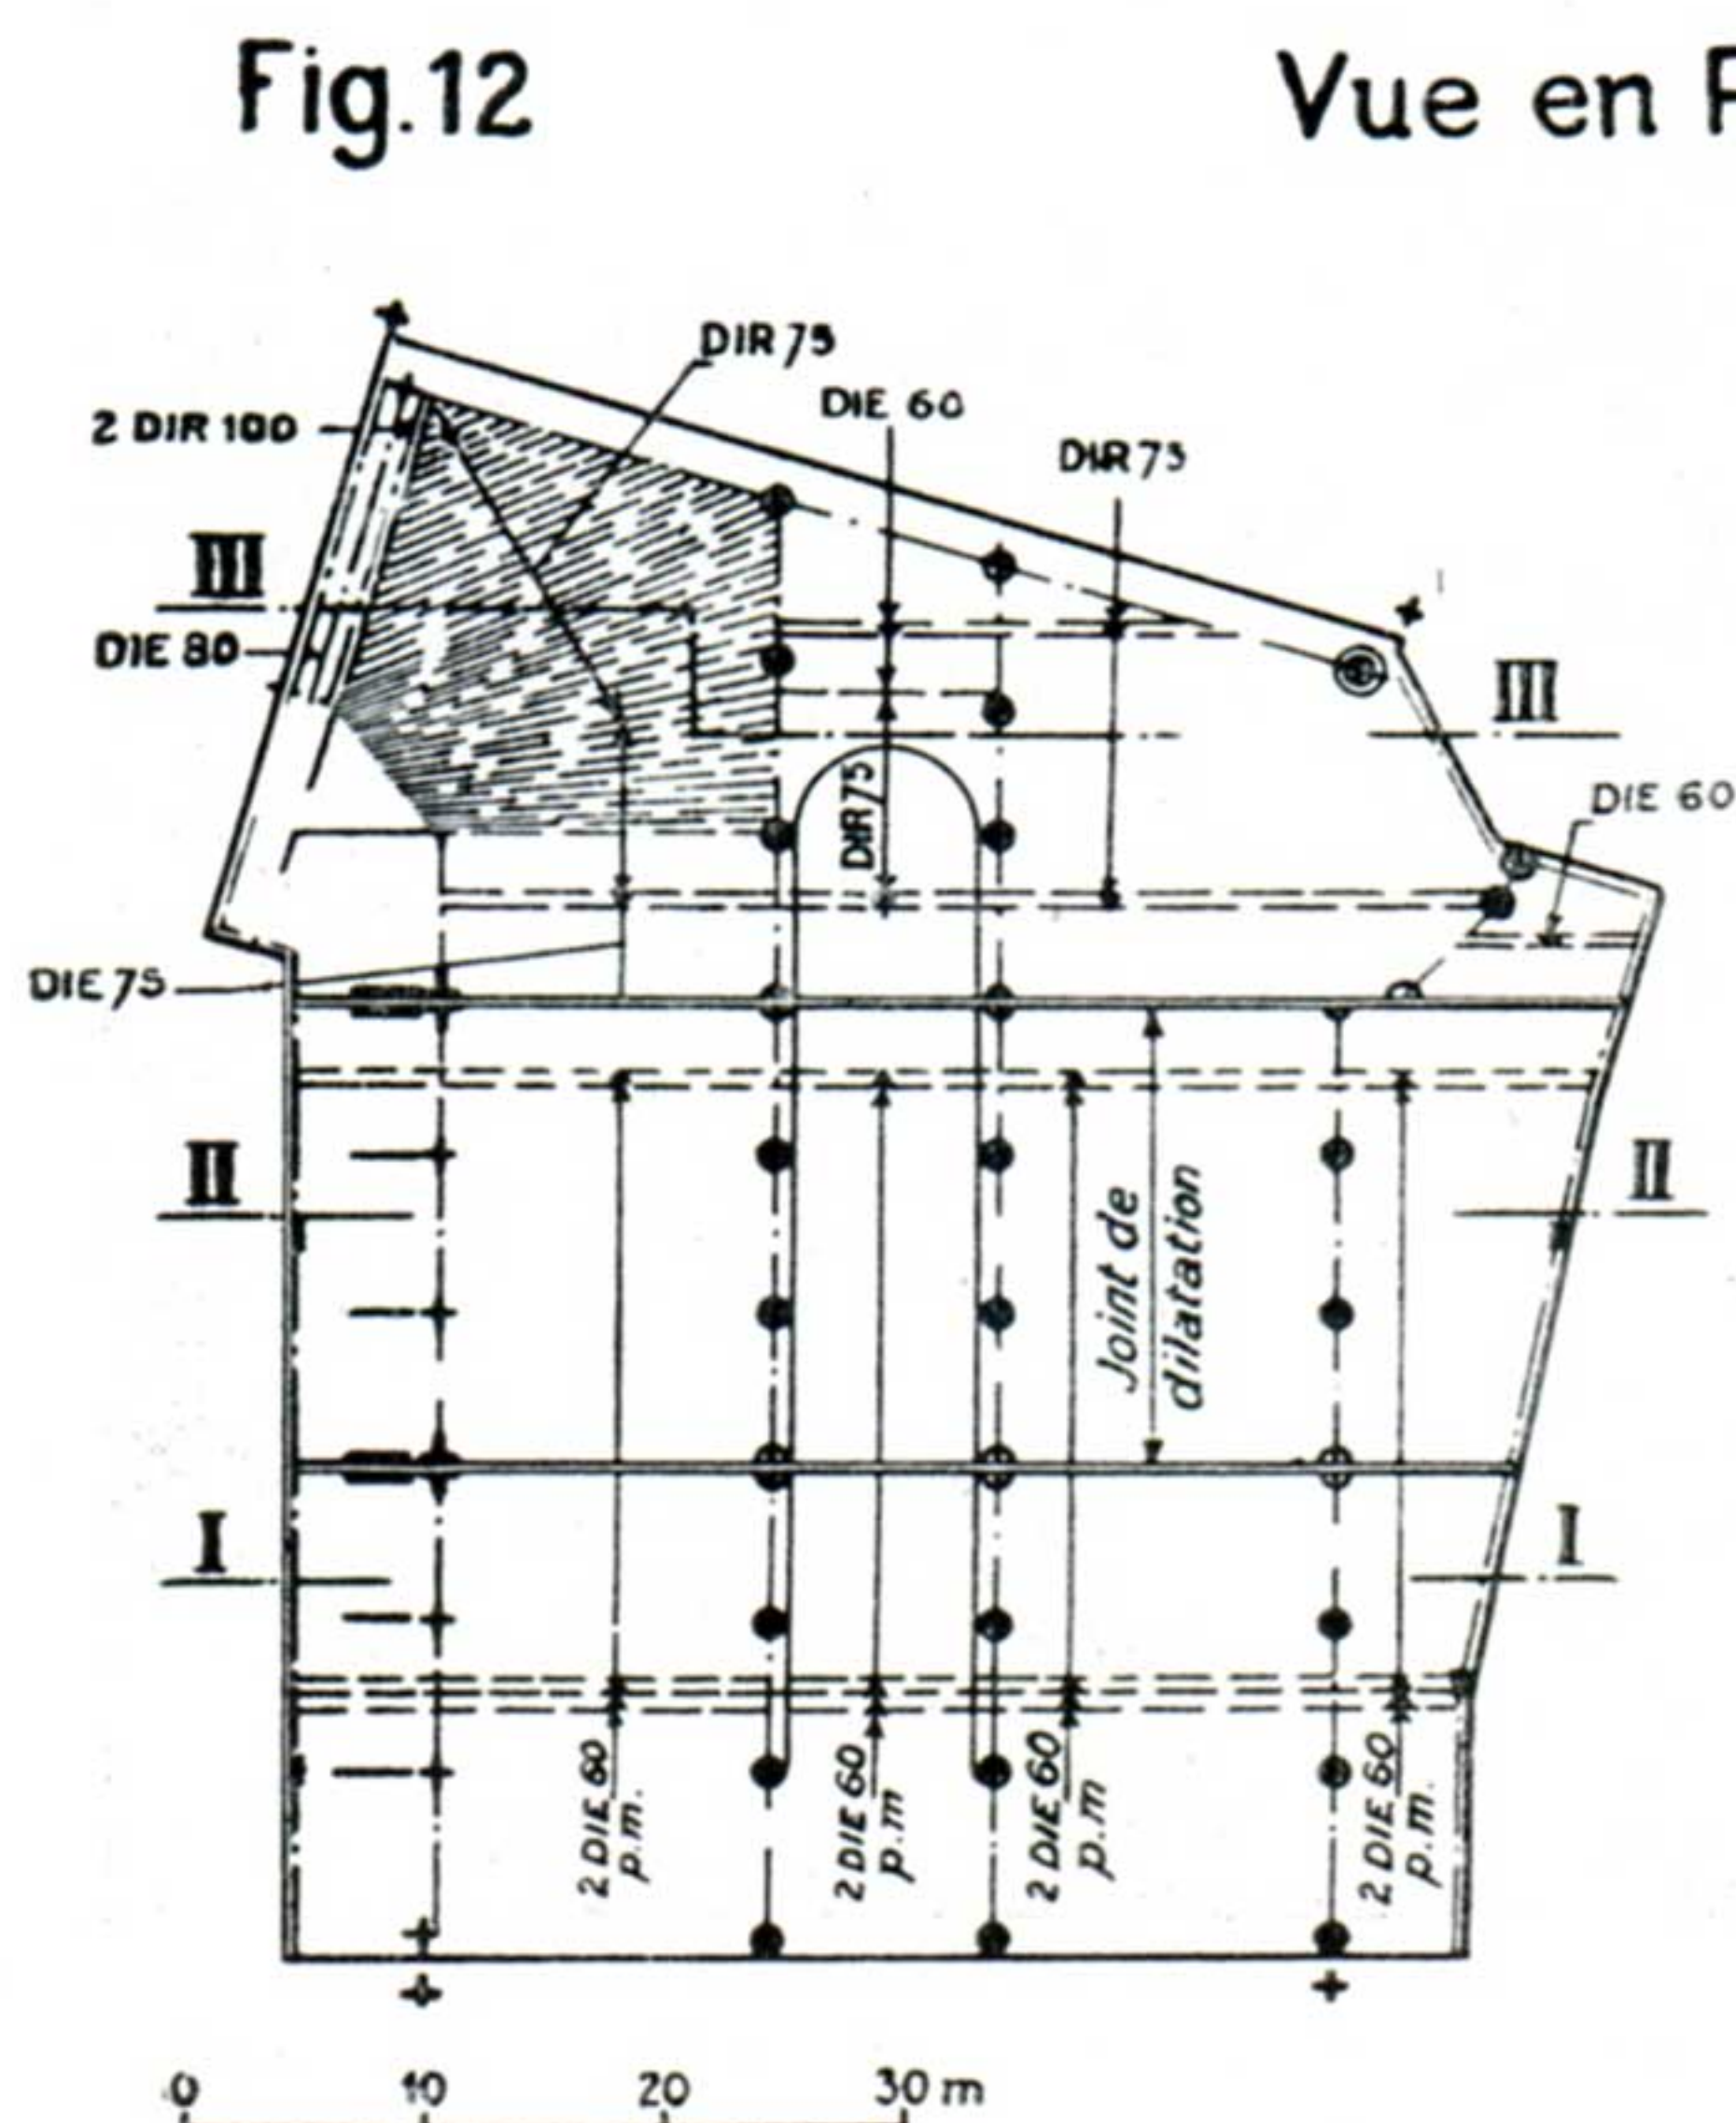 Fig.12
Vue en P
DIR 75
DIE 60
2 DIR 100
DIR 75
III
DIE 80
III
DIR 75
DIE 60
DIE 75
II
II
Joint de
dilatation
I
I
2 DIE 60
p.m.
2 DIE 60
p.m
2 DIE 60
p.m
2 DIE 60
p.m.
0 10 20 30 m